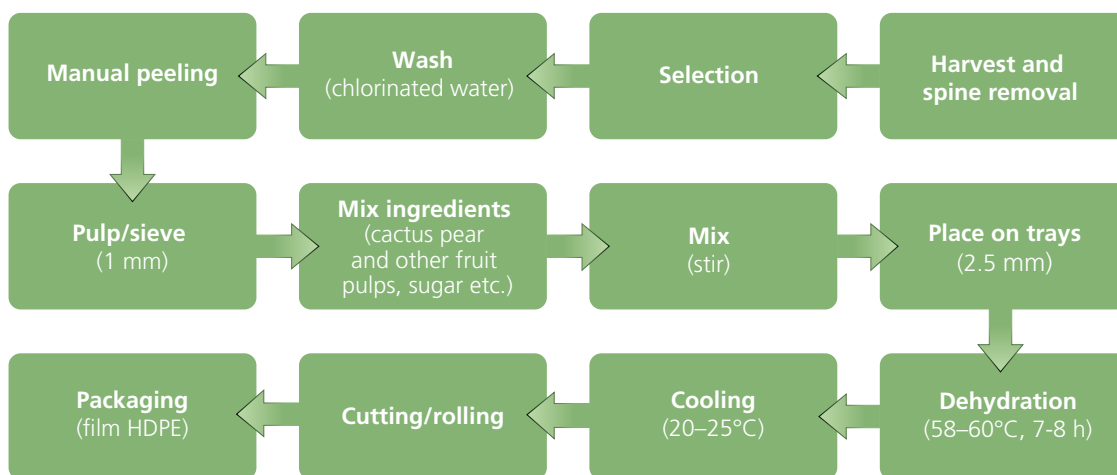 Manual peeling
Wash
(chlorinated water)
Selection
Harvest and
spine removal
Pulp/sieve
(1 mm)
Mix ingredients
(cactus pear
and other fruit
pulps, sugar etc.)
Mix
(stir)
Place on trays
(2.5 mm)
Packaging
(film HDPE)
Cutting/rolling
Cooling
(20–25°C)
Dehydration
(58–60°C, 7-8 h)